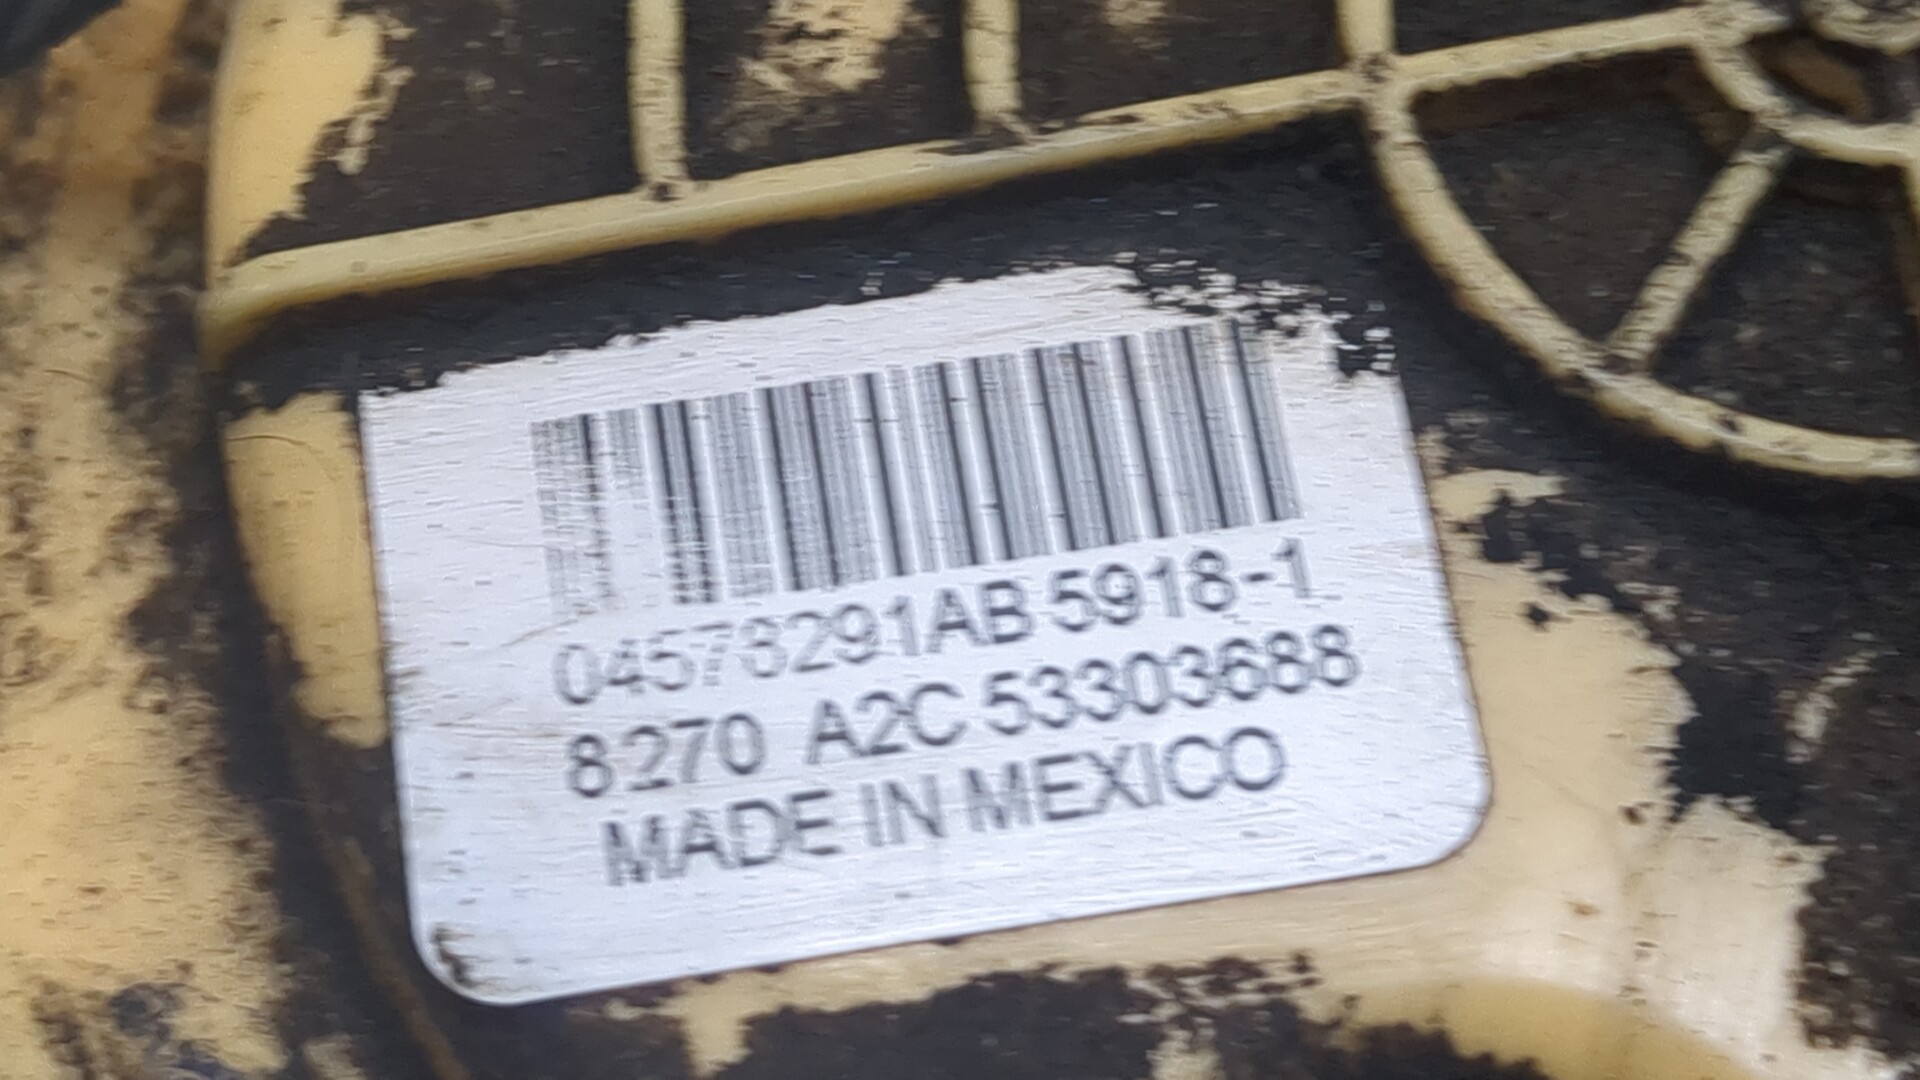 04578291AB 5918-1
8270 A2C 53303688
MADE IN MEXICO